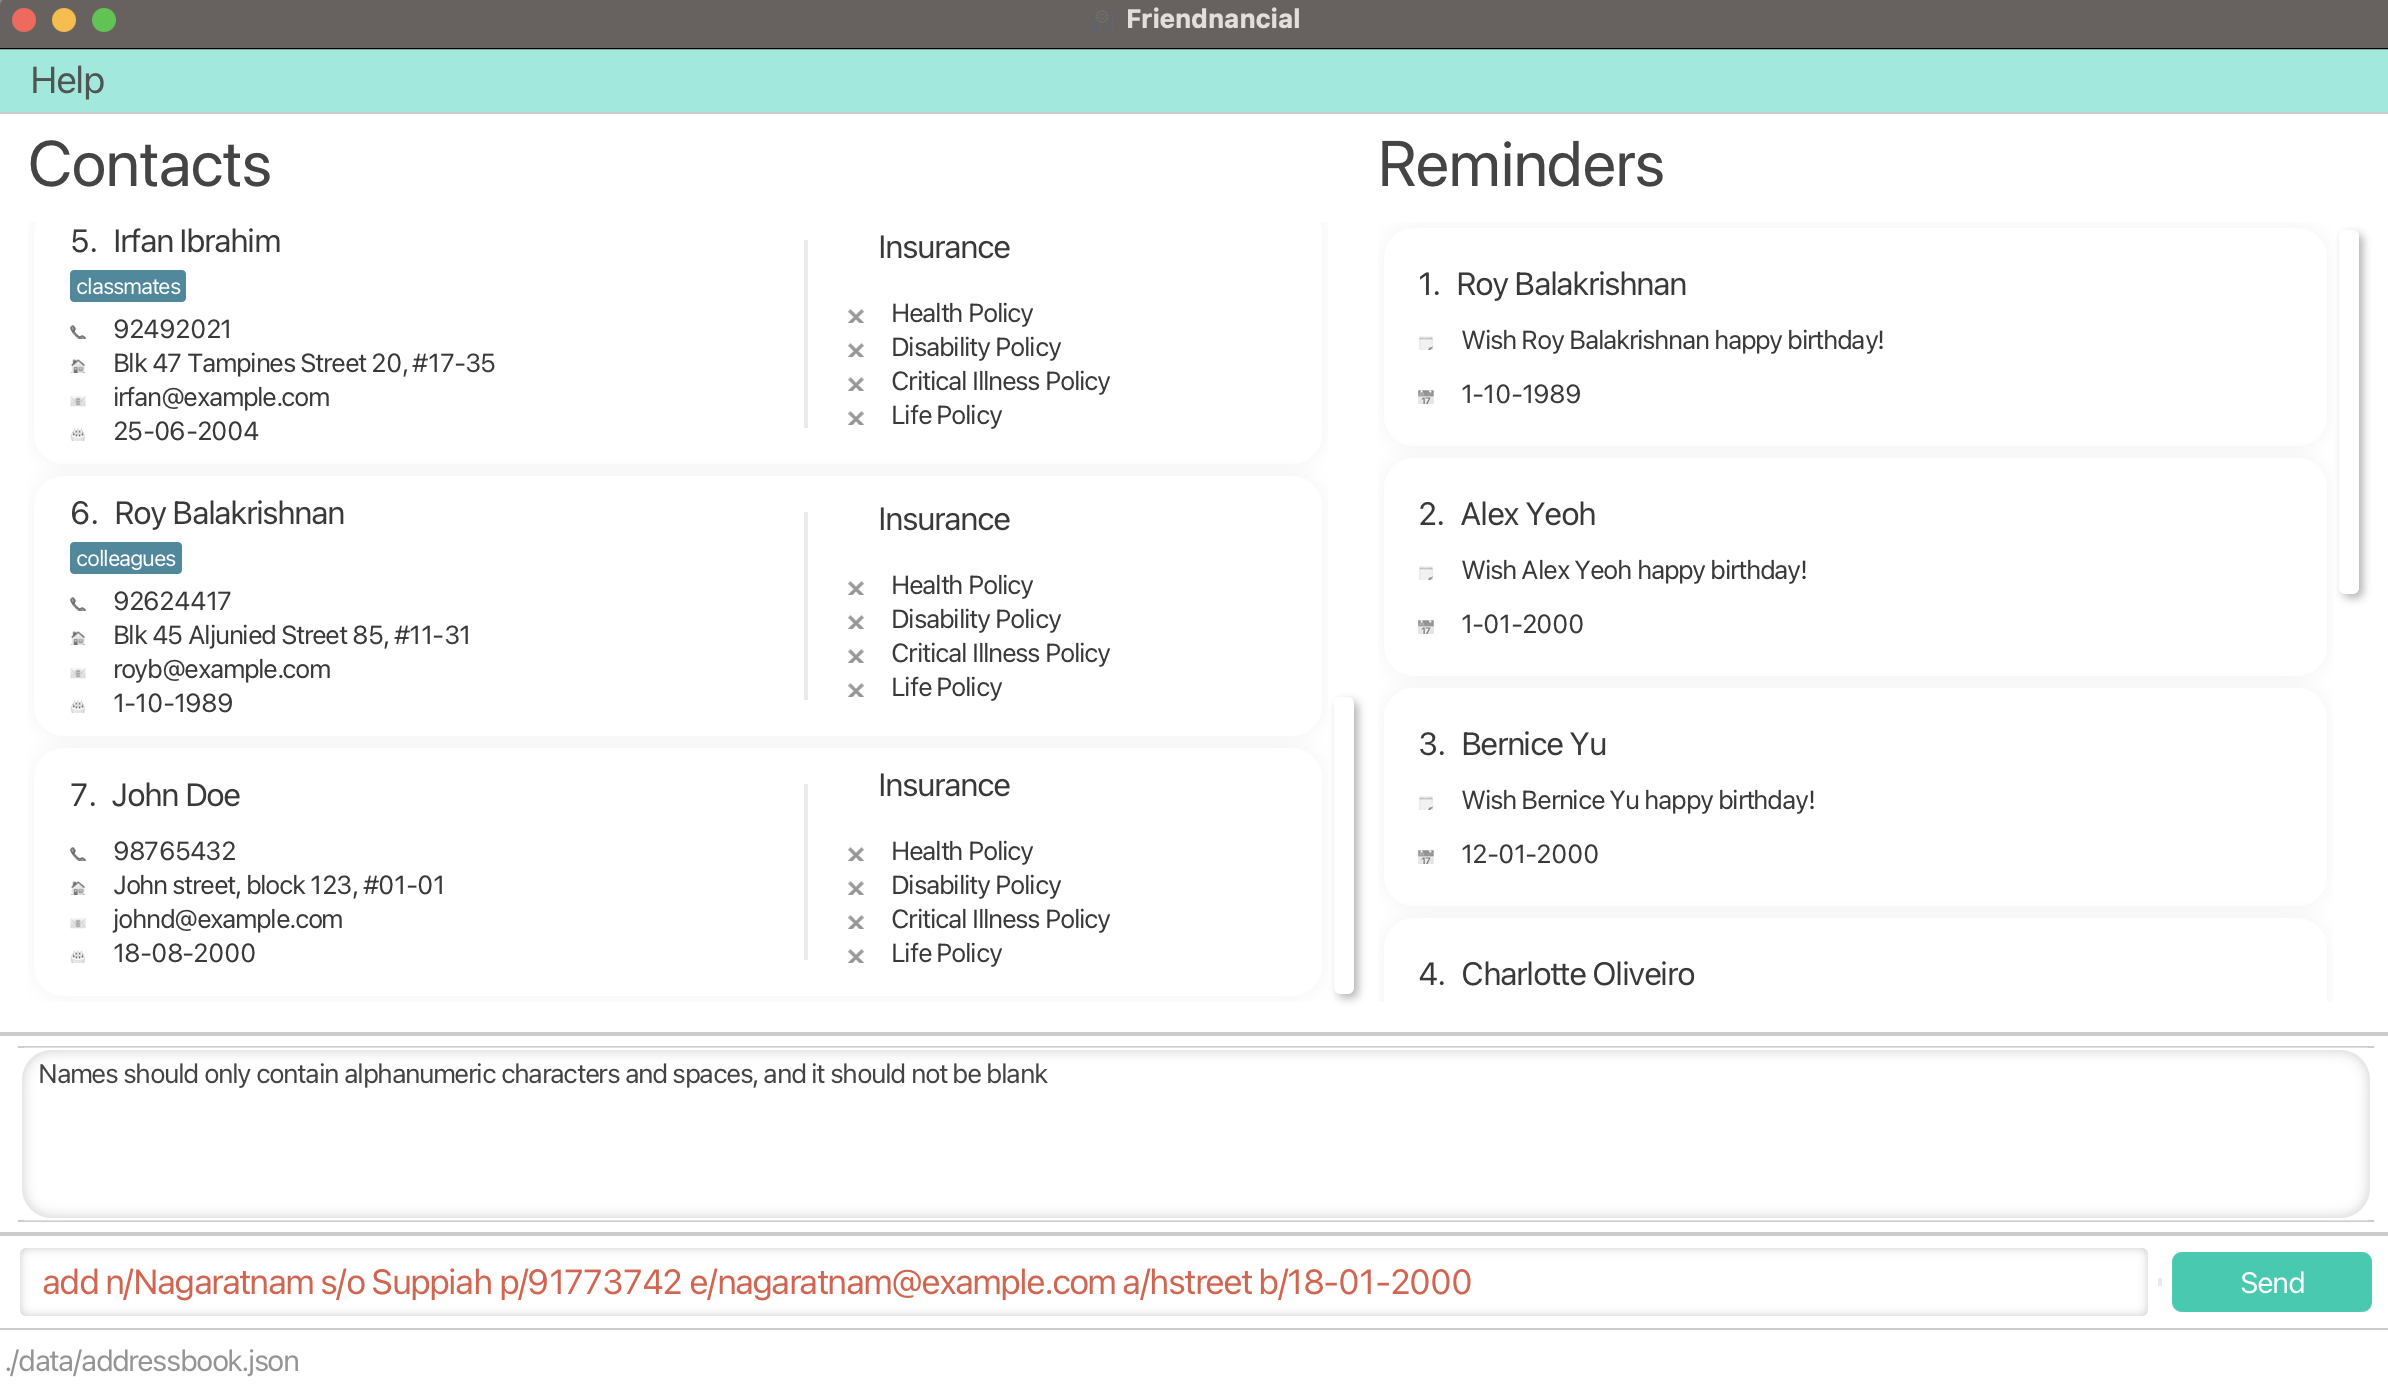 Friendnancial
Help
Contacts
5. Irfan Ibrahim
classmates
92492021
Blk 47 Tampines Street 20, #17-35
irfan@example.com
25-06-2004
Insurance
Health Policy
Disability Policy
Critical Illness Policy
Life Policy
6. Roy Balakrishnan
colleagues
92624417
Blk 45 Aljunied Street 85, #11-31
royb@example.com
1-10-1989
Insurance
Health Policy
Disability Policy
Critical Illness Policy
Life Policy
7. John Doe
98765432
John street, block 123, #01-01
johnd@example.com
18-08-2000
Insurance
Health Policy
Disability Policy
Critical Illness Policy
Life Policy
Reminders
1. Roy Balakrishnan
Wish Roy Balakrishnan happy birthday!
1-10-1989
2. Alex Yeoh
Wish Alex Yeoh happy birthday!
1-01-2000
3. Bernice Yu
Wish Bernice Yu happy birthday!
12-01-2000
4. Charlotte Oliveiro
Names should only contain alphanumeric characters and spaces, and it should not be blank
add n/Nagaratnam s/o Suppiah p/91773742 e/nagaratnam@example.com a/hstreet b/18-01-2000
Send
./data/addressbook.json